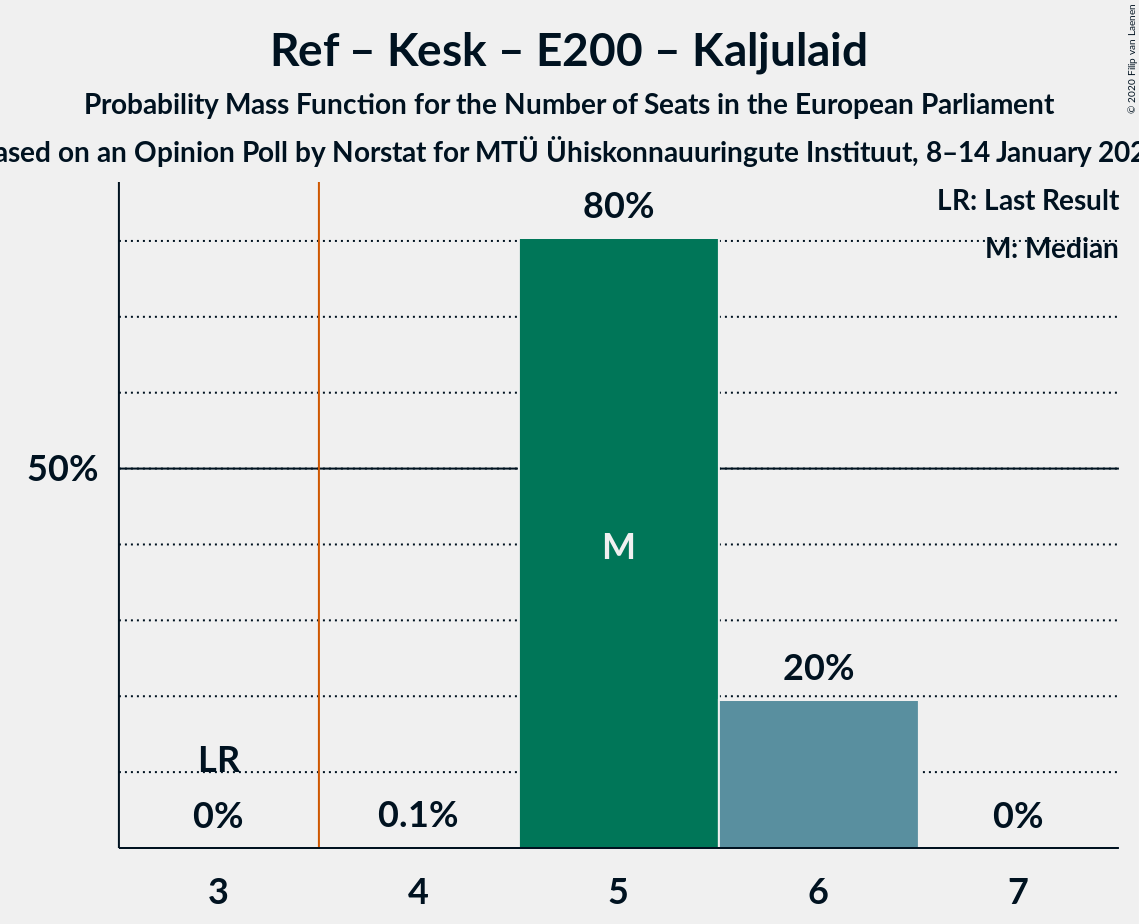 Ref – Kesk – E200 – Kaljulaid
Probability Mass Function for the Number of Seats in the European Parliament
on an Opinion Poll by Norstat for MTÜ Ühiskonnauuringute Instituut, 8–14 January
© 2020 Filip van Laenen
LR: Last Result
M: Median
80%
50%
M
20%
LR
0%
0.1%
0%
3
4
5
6
7